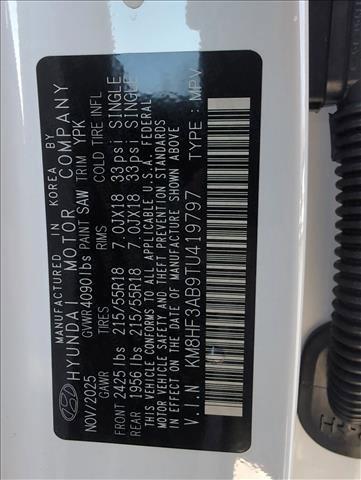 MANUFACTURED IN KOREA BY
HYUNDAI MOTOR COMPANY
GVWR 4090lbs PAINT SAW TRIM YPK
NOV/2025 GAWR TIRES RIMS COLD TIRE INFL
FRONT 2425 lbs 215/55R18 7.0JX18 33psi SINGLE
REAR 1956 lbs 215/55R18 7.0JX18 33psi SINGLE
THIS VEHICLE CONFORMS TO ALL APPLICABLE U.S.A. FEDERAL
MOTOR VEHICLE SAFETY AND THEFT PREVENTION
STANDARDS IN EFFECT ON THE DATE OF
MANUFACTURE SHOWN ABOVE
V.I.N KM8HF3AB9TU419797 TYPE : MPV